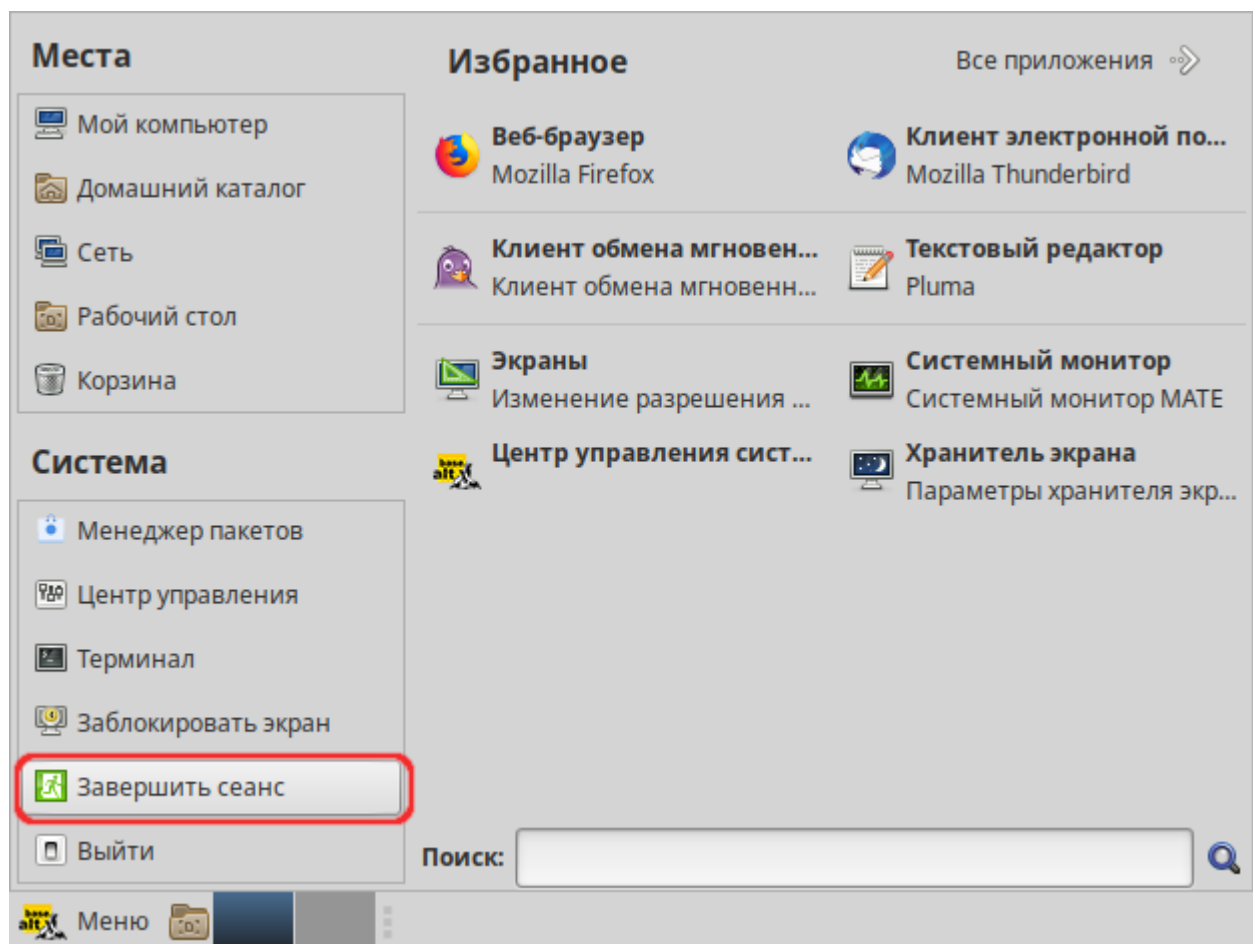 Места
Мой компьютер
Домашний каталог
Сеть
Рабочий стол
Корзина
Система
Менеджер пакетов
Центр управления
Терминал
Заблокировать экран
Завершить сеанс
Выйти
Избранное
Все приложения
Веб-браузер
Mozilla Firefox
Клиент электронной по...
Mozilla Thunderbird
Клиент обмена мгновен...
Клиент обмена мгновенн...
Текстовый редактор
Pluma
Экраны
Изменение разрешения ...
Системный монитор
Системный монитор MATE
Центр управления сист...
Хранитель экрана
Параметры хранителя экр...
Поиск:
base
alt
Меню